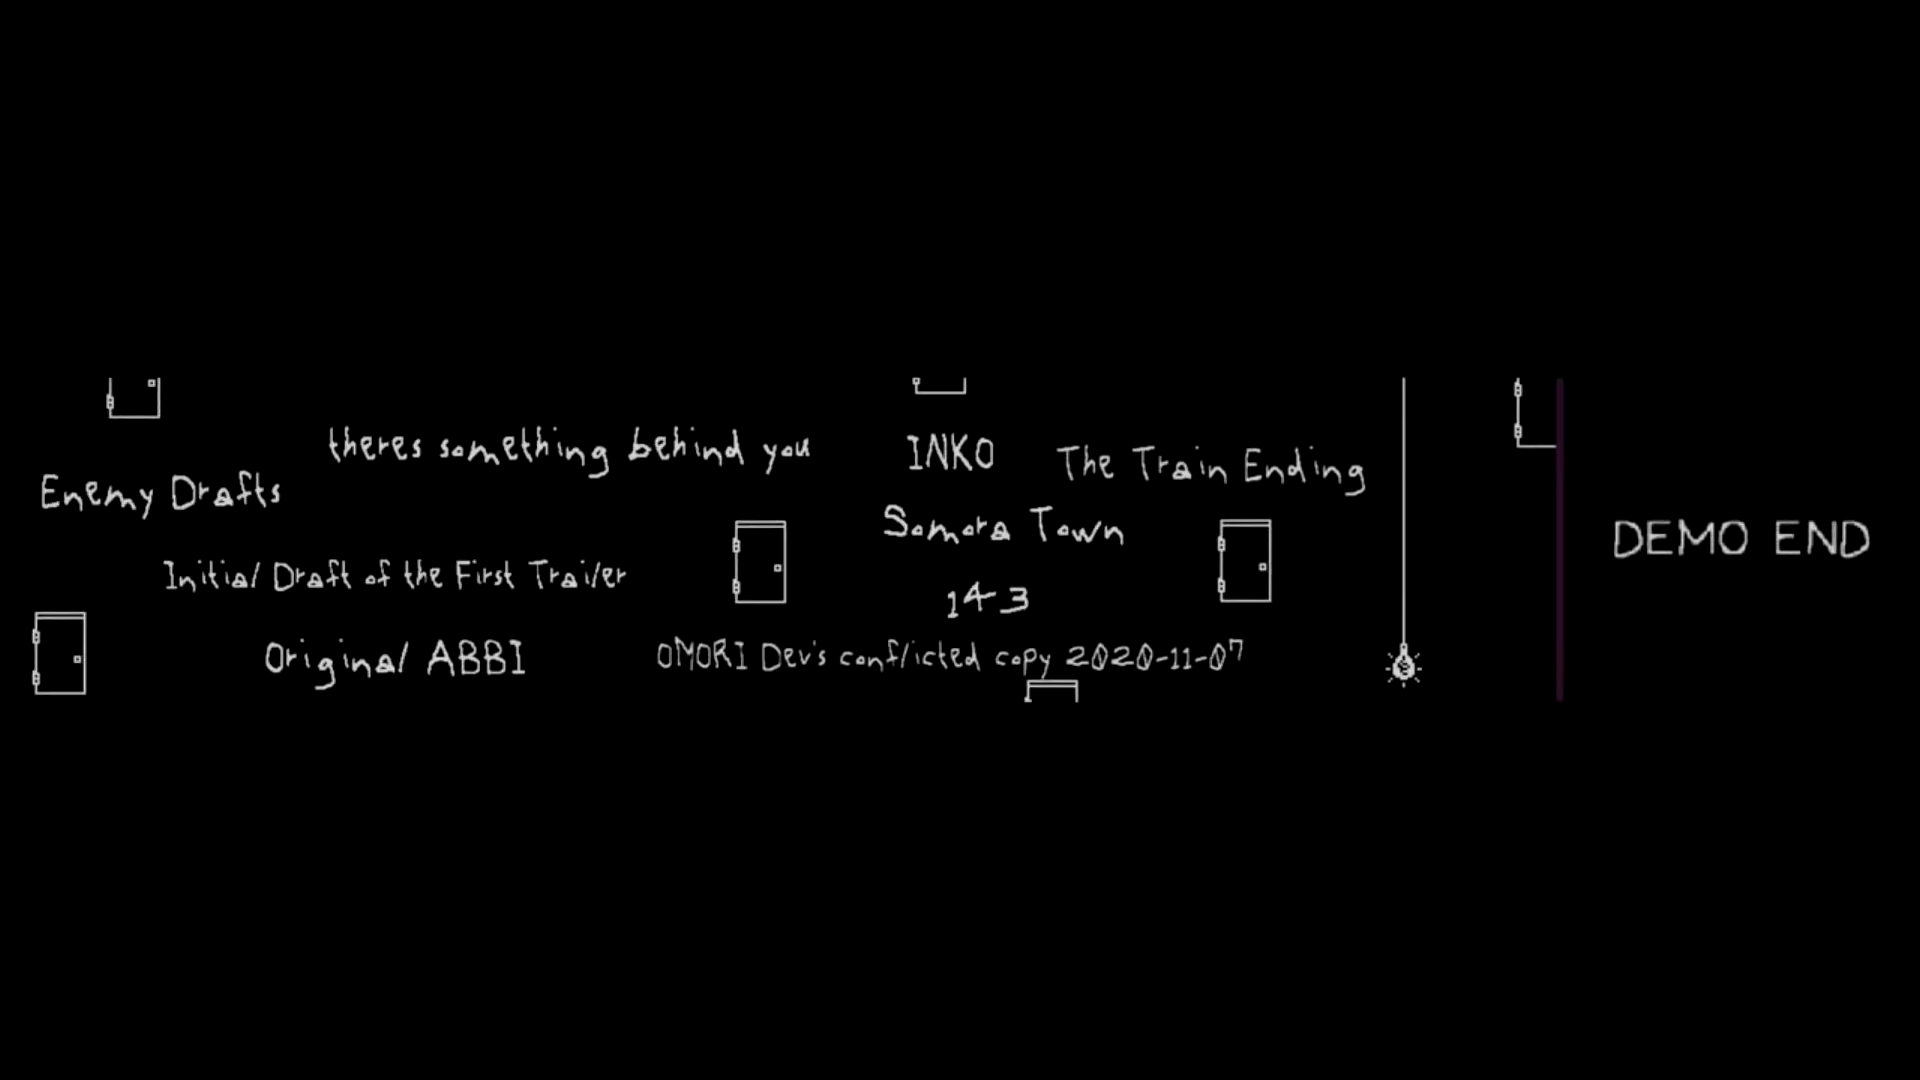 theres something behind you
INKO
The Train Ending
Enemy Drafts
Somora Town
DEMO END
Initial Draft of the First Trailer
143
Original ABBI
OMORI Dev's conflicted copy 2020-11-07